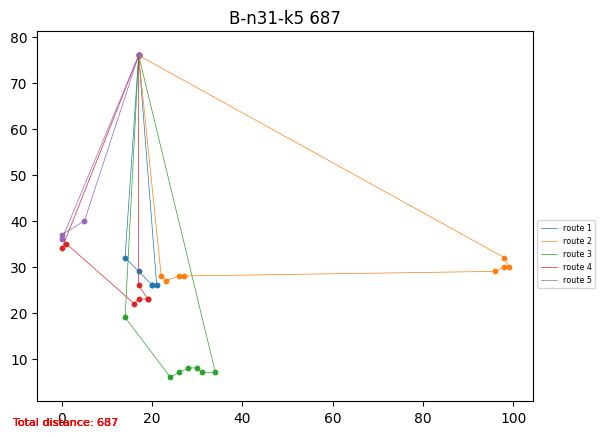 B-n31-k5 687
80
70
60
50
40
30
20
10
0 20 40 60 80 100
route 1
route 2
route 3
route 4
route 5
Total distance: 687